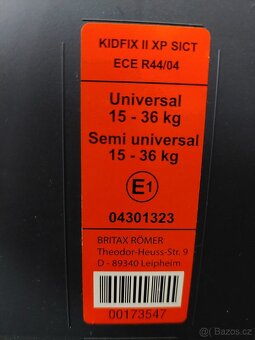 KIDFIX II XP SICT
ECE R44/04
Universal
15 - 36 kg
Semi universal
15 - 36 kg
E1
04301323
BRITAX RÖMER
Theodor-Heuss-Str. 9
D - 89340 Leipheim
00173547
bazoš.cz